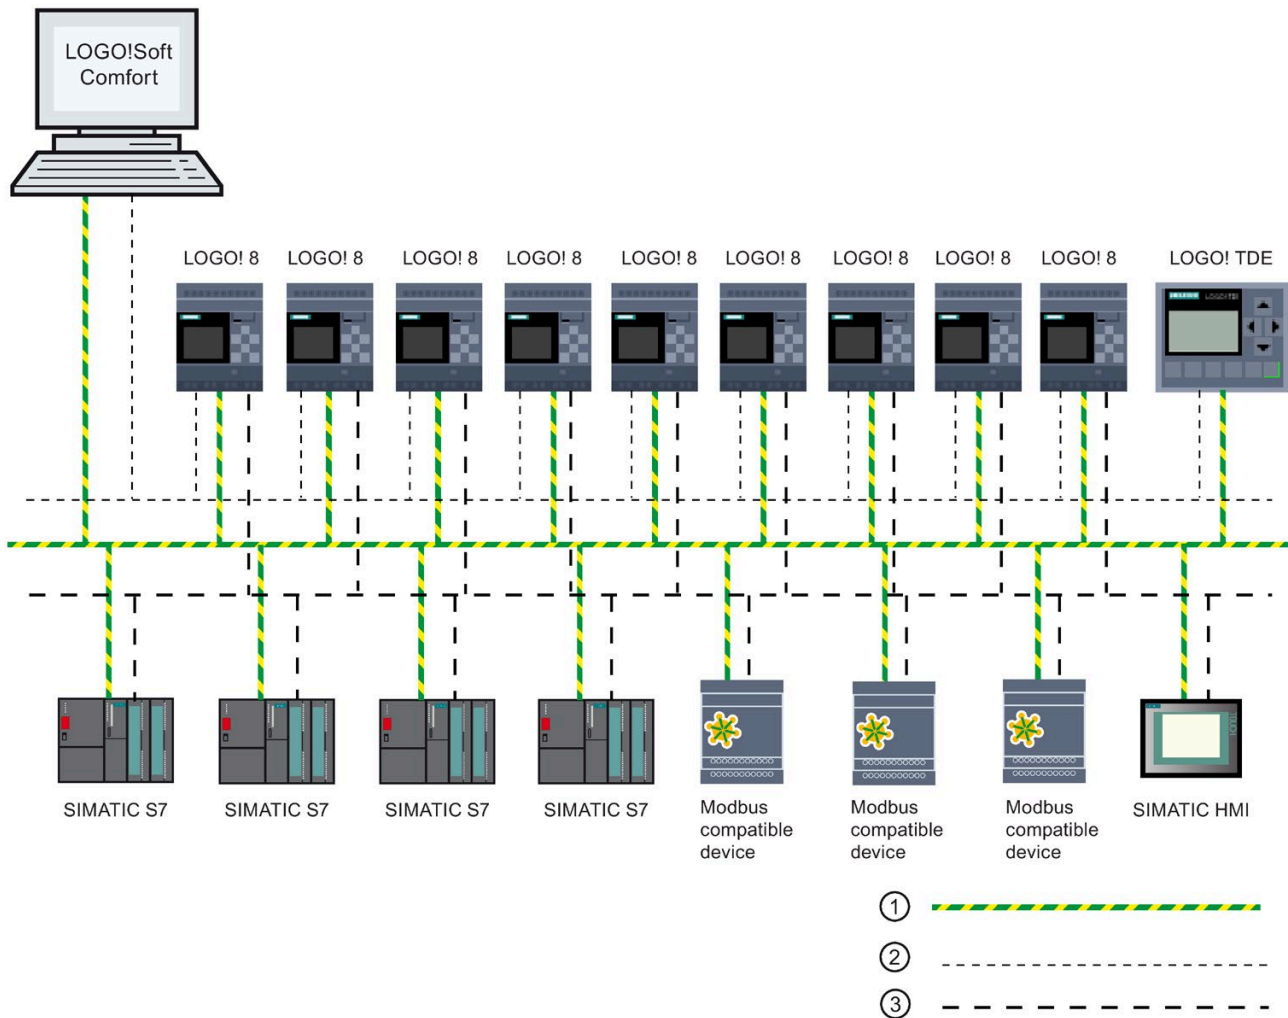 LOGO!Soft
Comfort
LOGO! 8
LOGO! 8
LOGO! 8
LOGO! 8
LOGO! 8
LOGO! 8
LOGO! 8
LOGO! 8
LOGO! 8
LOGO! TDE
SIMATIC S7
SIMATIC S7
SIMATIC S7
SIMATIC S7
Modbus
compatible
device
Modbus
compatible
device
Modbus
compatible
device
SIMATIC HMI
1
2
3